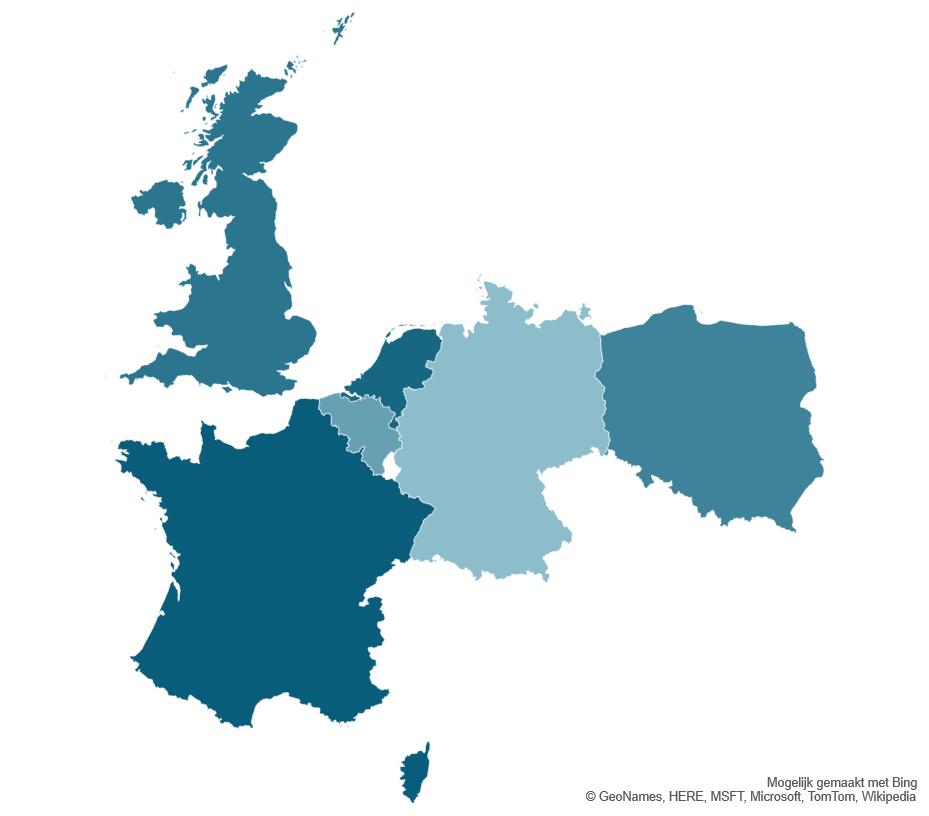 Mogelijk gemaakt met Bing
© GeoNames, HERE, MSFT, Microsoft, TomTom, Wikipedia